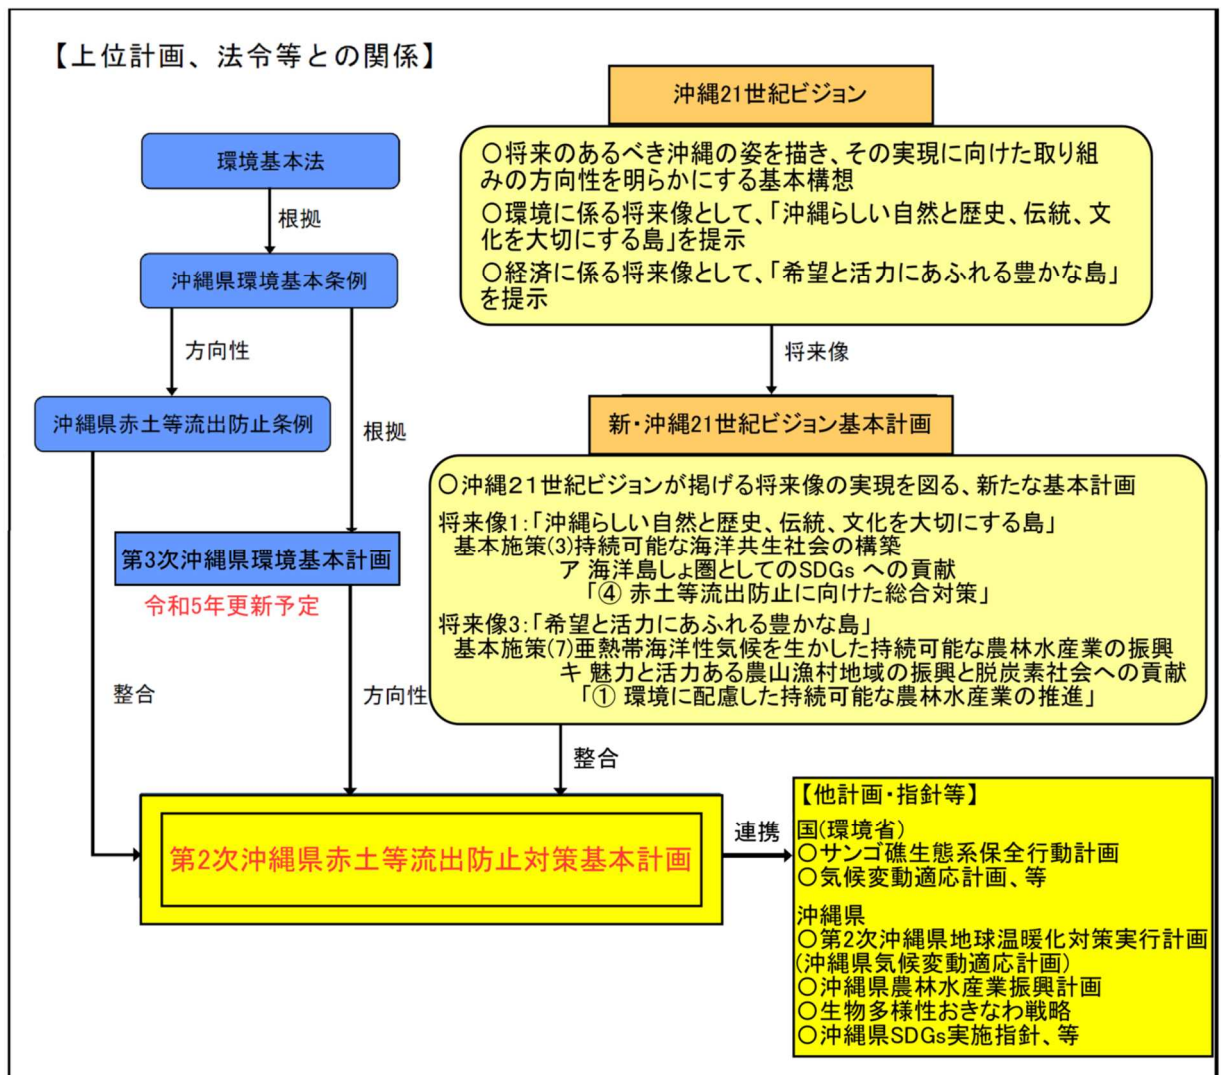 【上位計画、法令等との関係】
環境基本法
根拠
沖縄県環境基本条例
方向性
沖縄県赤土等流出防止条例
根拠
第3次沖縄県環境基本計画
令和5年更新予定
整合
方向性
沖縄21世紀ビジョン
〇将来のあるべき沖縄の姿を描き、その実現に向けた取り組
みの方向性を明らかにする基本構想
〇環境に係る将来像として、「沖縄らしい自然と歴史、伝統、文
化を大切にする島」を提示
〇経済に係る将来像として、「希望と活力にあふれる豊かな島」
を提示
将来像
新・沖縄21世紀ビジョン基本計画
〇沖縄21世紀ビジョンが掲げる将来像の実現を図る、新たな基本計画
将来像1:「沖縄らしい自然と歴史、伝統、文化を大切にする島」
基本施策(3)持続可能な海洋共生社会の構築
ア 海洋島しょ圏としてのSDGs への貢献
「④ 赤土等流出防止に向けた総合対策」
将来像3:「希望と活力にあふれる豊かな島」
基本施策(7)亜熱帯海洋性気候を生かした持続可能な農林水産業の振興
キ 魅力と活力ある農山漁村地域の振興と脱炭素社会への貢献
「① 環境に配慮した持続可能な農林水産業の推進」
整合
第2次沖縄県赤土等流出防止対策基本計画
連携
【他計画・指針等】
国(環境省)
〇サンゴ礁生態系保全行動計画
〇気候変動適応計画、等
沖縄県
〇第2次沖縄県地球温暖化対策実行計画
(沖縄県気候変動適応計画)
〇沖縄県農林水産業振興計画
〇生物多様性おきなわ戦略
〇沖縄県SDGs実施指針、等